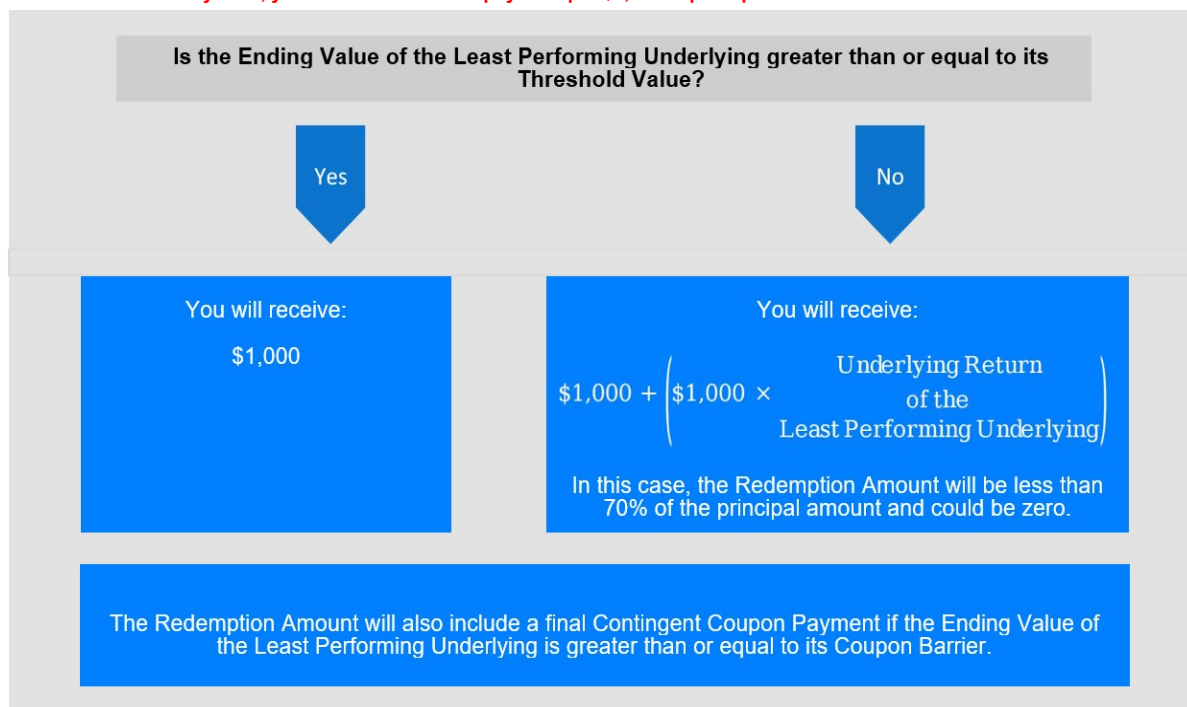 Is the Ending Value of the Least Performing Underlying greater than or equal to its
Threshold Value?
Yes
No
You will receive:
$1,000
You will receive:
$1,000 + ($1,000 × Underlying Return
of the
Least Performing Underlying)
In this case, the Redemption Amount will be less than
70% of the principal amount and could be zero.
The Redemption Amount will also include a final Contingent Coupon Payment if the Ending Value of
the Least Performing Underlying is greater than or equal to its Coupon Barrier.